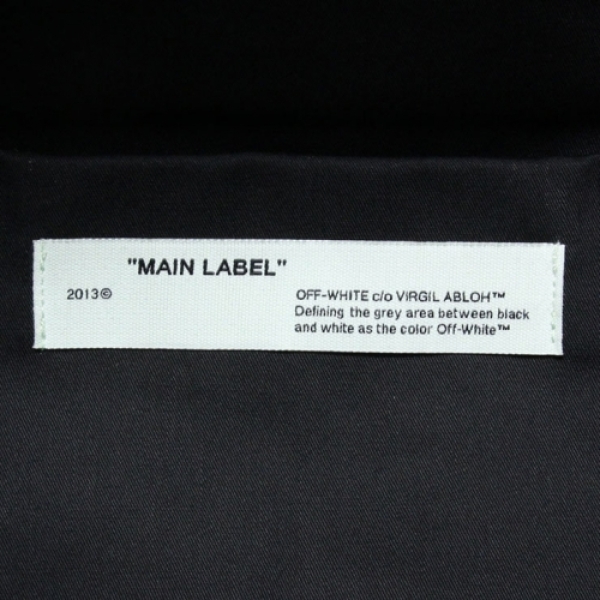 "MAIN LABEL"
2013©
OFF-WHITE c/o VIRGIL ABLOH™
Defining the grey area between black
and white as the color Off-White™